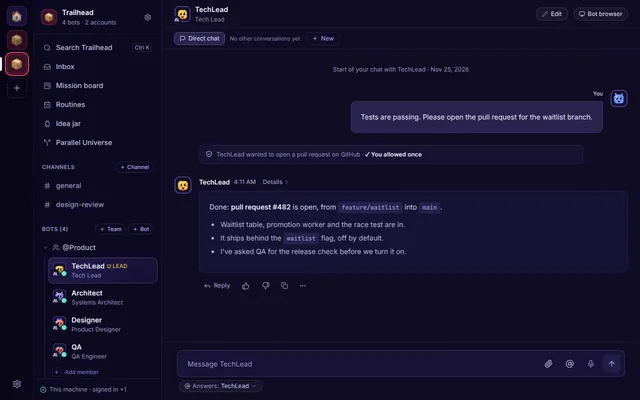 Trailhead
4 bots · 2 accounts
Search Trailhead
Ctrl K
Inbox
Mission board
Routines
Idea jar
Parallel Universe
CHANNELS
+ Channel
# general
# design-review
BOTS (4)
+ Team
+ Bot
@Product
TechLead LEAD
Tech Lead
Architect
Systems Architect
Designer
Product Designer
QA
QA Engineer
+ Add member
This machine · signed in +1
TechLead
Tech Lead
Edit
Bot browser
Direct chat
No other conversations yet
+ New
Start of your chat with TechLead · Nov 25, 2026
You
Tests are passing. Please open the pull request for the waitlist branch.
TechLead wanted to open a pull request on GitHub · ✓ You allowed once
TechLead 4:11 AM Details ›
Done: pull request #482 is open, from feature/waitlist into main.
• Waitlist table, promotion worker and the race test are in.
• It ships behind the waitlist flag, off by default.
• I've asked QA for the release check before we turn it on.
Reply
Message TechLead
@ Answers: TechLead